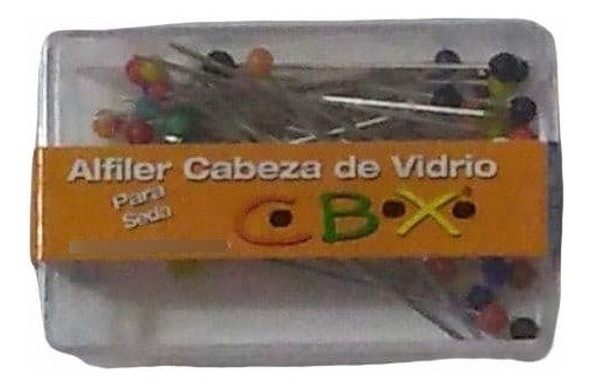 Alfiler Cabeza de Vidrio
Para
Seda
CBX